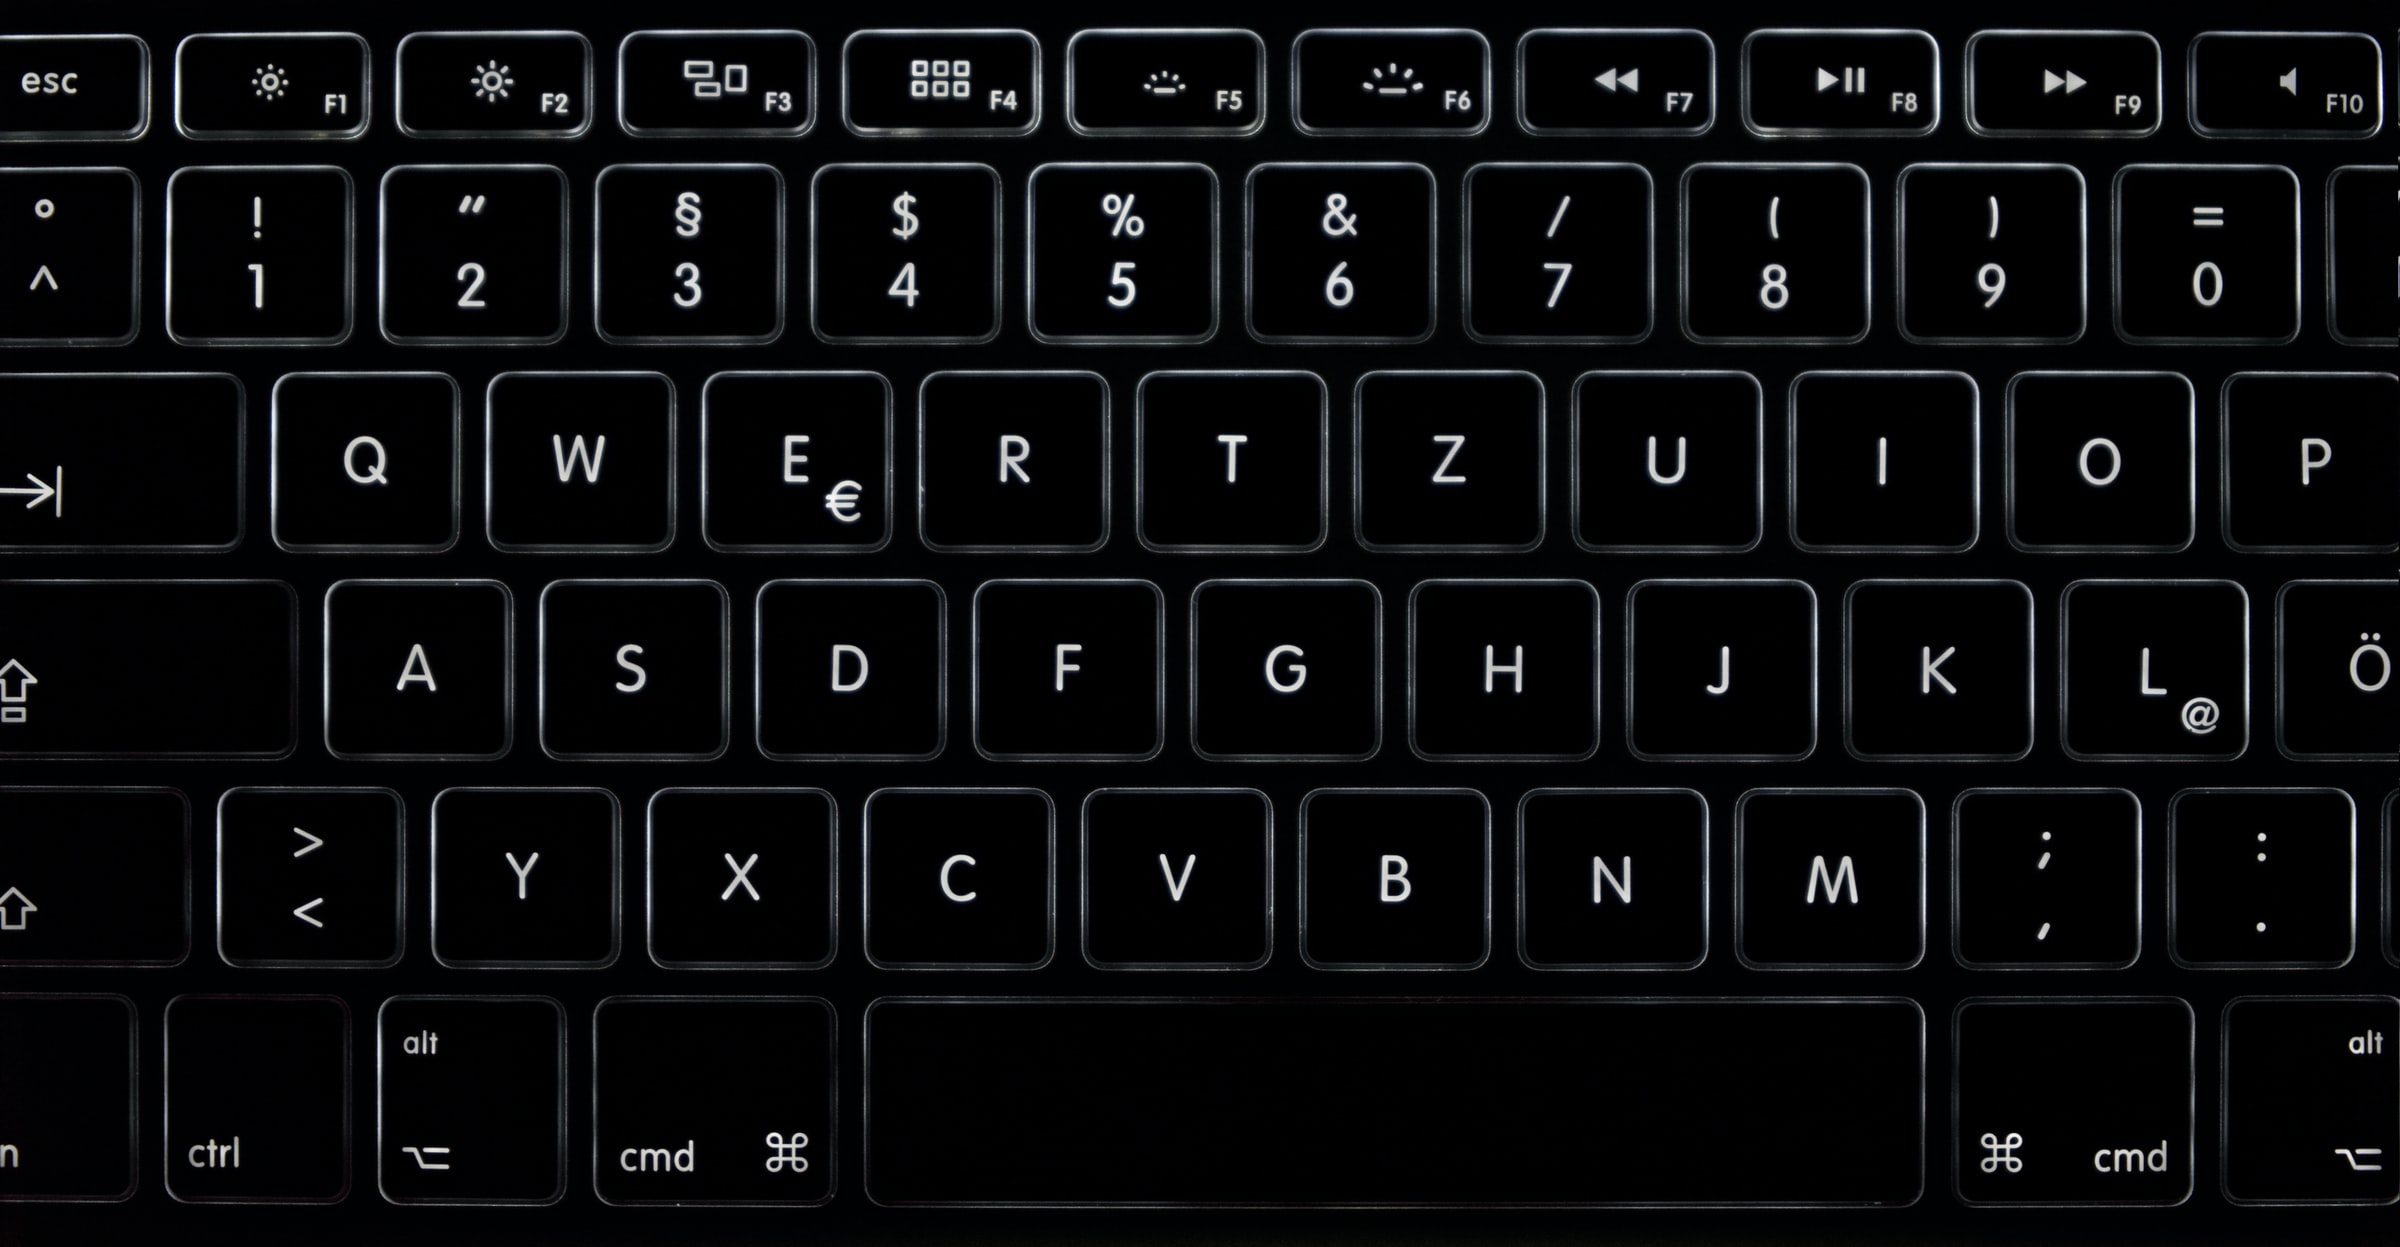 esc F1 F2 F3 F4 F5 F6 F7 F8 F9 F10
° ! " § $ % & / ( ) =
^ 1 2 3 4 5 6 7 8 9 0
Q W E € R T Z U I O P
A S D F G H J K L @ Ö
> Y X C V B N M ; :
< , .
alt alt
n ctrl ⌥ cmd ⌘ ⌘ cmd ⌥